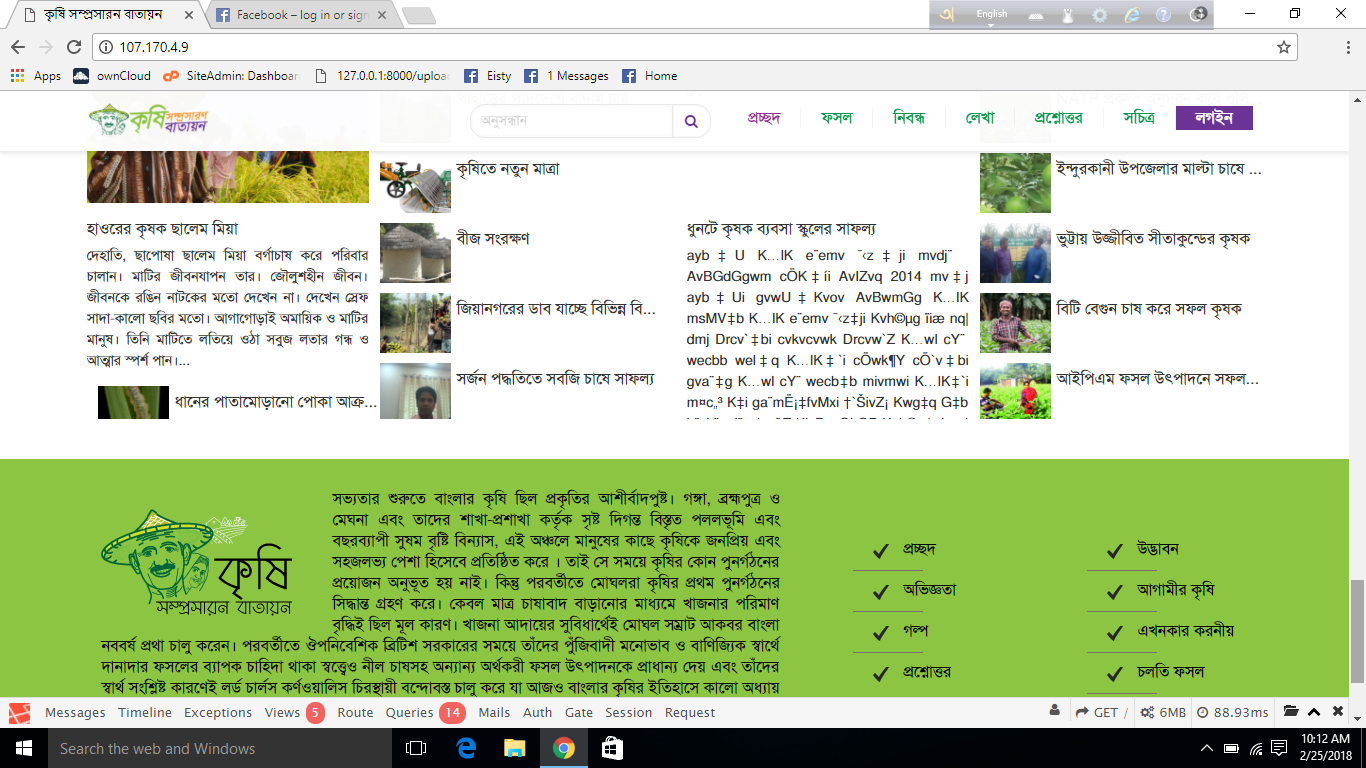 কৃষি সম্প্রসারন বাতায়ন
Facebook – log in or sign
English
107.170.4.9
Apps ownCloud SiteAdmin: Dashboar 127.0.0.1:8000/uploa Eisty 1 Messages Home
কৃষি সম্প্রসারণ বাতায়ন
অনুসন্ধান
প্রচ্ছদ ফসল নিবন্ধ লেখা প্রশ্নোত্তর সচিত্র লগইন
হাওরের কৃষক ছালেম মিয়া
দেহাতি, ছাপোষা ছালেম মিয়া বর্গাচাষ করে পরিবার
চালান। মাটির জীবনযাপন তার। জৌলুশহীন জীবন।
জীবনকে রঙিন নাটকের মতো দেখেন না। দেখেন স্রেফ
সাদা-কালো ছবির মতো। আগাগোড়াই অমায়িক ও মাটির
মানুষ। তিনি মাটিতে লতিয়ে ওঠা সবুজ লতার গন্ধ ও
আত্মার স্পর্শ পান।...
ধানের পাতামোড়ানো পোকা আক্র...
কৃষিতে নতুন মাত্রা
বীজ সংরক্ষণ
জিয়ানগরের ডাব যাচ্ছে বিভিন্ন বি...
সর্জন পদ্ধতিতে সবজি চাষে সাফল্য
ধুনটে কৃষক ব্যবসা স্কুলের সাফল্য
ayb ‡ U K…lK e¨emv ¯‹z ‡ ji mvdj¨
AvBGdGgwm cÖK ‡íi AvIZvq 2014 mv ‡j
ayb ‡ Ui gvwU ‡ Kvov AvBwmGg K…lK
msMV‡b K…lK e¨emv ¯‹z‡ji Kvh©µg ïiæ nq|
dmj Drcv`‡bi cvkvcvwk Drcvw`Z K…wl cY¨
wecbb wel‡q K…lK‡`i cÖwk¶Y cÖ`v‡bi
gva¨‡g K…wl cY¨ wecb‡b mivmwi K…lK‡`i
m¤c„³ K‡i ga¨mË¡‡fvMxi †`ŠivZ¡ Kwg‡q G‡b
ইন্দুরকানী উপজেলার মাল্টা চাষে ...
ভুট্টায় উজ্জীবিত সীতাকুন্ডের কৃষক
বিটি বেগুন চাষ করে সফল কৃষক
আইপিএম ফসল উৎপাদনে সফল...
কৃষি
সম্প্রসারন বাতায়ন
সভ্যতার শুরুতে বাংলার কৃষি ছিল প্রকৃতির আশীর্বাদপুষ্ট। গঙ্গা, ব্রহ্মপুত্র ও
মেঘনা এবং তাদের শাখা-প্রশাখা কর্তৃক সৃষ্ট দিগন্ত বিস্তৃত পললভূমি এবং
বছরব্যাপী সুষম বৃষ্টি বিন্যাস, এই অঞ্চলে মানুষের কাছে কৃষিকে জনপ্রিয় এবং
সহজলভ্য পেশা হিসেবে প্রতিষ্ঠিত করে । তাই সে সময়ে কৃষির কোন পুনর্গঠনের
প্রয়োজন অনুভূত হয় নাই। কিন্তু পরবর্তীতে মোঘলরা কৃষির প্রথম পুনর্গঠনের
সিদ্ধান্ত গ্রহণ করে। কেবল মাত্র চাষাবাদ বাড়ানোর মাধ্যমে খাজনার পরিমাণ
বৃদ্ধিই ছিল মূল কারণ। খাজনা আদায়ের সুবিধার্থেই মোঘল সম্রাট আকবর বাংলা
নববর্ষ প্রথা চালু করেন। পরবর্তীতে ঔপনিবেশিক ব্রিটিশ সরকারের সময়ে তাঁদের পুঁজিবাদী মনোভাব ও বাণিজ্যিক স্বার্থে
দানাদার ফসলের ব্যাপক চাহিদা থাকা স্বত্ত্বেও নীল চাষসহ অন্যান্য অর্থকরী ফসল উৎপাদনকে প্রাধান্য দেয় এবং তাঁদের
স্বার্থ সংশ্লিষ্ট কারণেই লর্ড চার্লস কর্ণওয়ালিস চিরস্থায়ী বন্দোবস্ত চালু করে যা আজও বাংলার কৃষির ইতিহাসে কালো অধ্যায়
প্রচ্ছদ
অভিজ্ঞতা
গল্প
প্রশ্নোত্তর
উদ্ভাবন
আগামীর কৃষি
এখনকার করনীয়
চলতি ফসল
Messages Timeline Exceptions Views 5 Route Queries 14 Mails Auth Gate Session Request GET / 6MB 88.93ms
Search the web and Windows
10:12 AM
2/25/2018